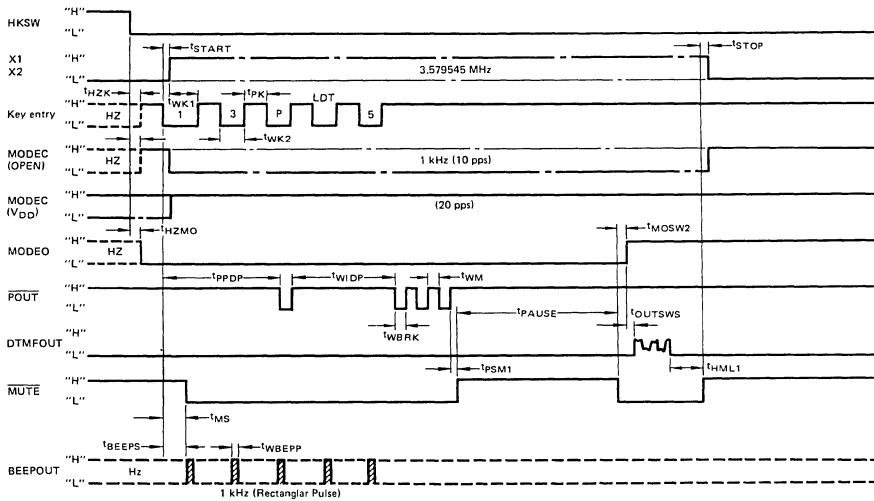 HKSW "H"
"L"
tSTART
tSTOP
X1
X2
"H"
"L"
3.579545 MHz
tHZK
tWK1
tPK
LDT
Key entry "H"
"L"
HZ
1
3
P
5
tWK2
MODEC
(OPEN)
"H"
"L"
HZ
1 kHz (10 pps)
MODEC
(VDD)
"H"
"L"
(20 pps)
tHZMO
tMOSW2
MODEO "H"
"L"
HZ
tPPDP
tWIDP
tWM
POUT "H"
"L"
tWBRK
tPAUSE
tOUTSWS
DTMFOUT "H"
"L"
tPSM1
tHML1
MUTE "H"
"L"
tMS
tBEEPS
tWBEPP
BEEPOUT "H"
"L"
Hz
1 kHz (Rectanglar Pulse)